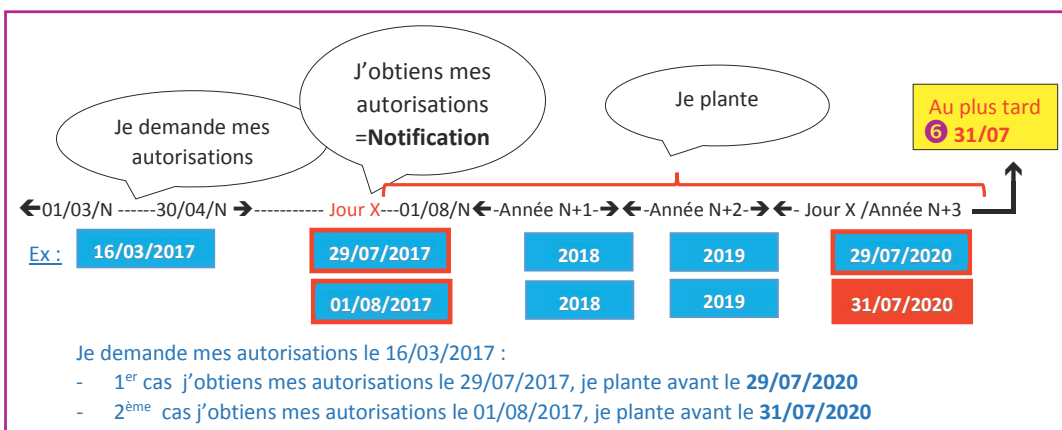 J'obtiens mes
autorisations
=Notification
Je demande mes
autorisations
Je plante
Au plus tard
❻ 31/07
←01/03/N ------30/04/N →----------- Jour X---01/08/N←-Année N+1-→ ←-Année N+2-→ ←- Jour X /Année N+3
Ex : 16/03/2017 29/07/2017 2018 2019 29/07/2020
01/08/2017 2018 2019 31/07/2020
Je demande mes autorisations le 16/03/2017 :
- 1er cas j'obtiens mes autorisations le 29/07/2017, je plante avant le 29/07/2020
- 2ème cas j'obtiens mes autorisations le 01/08/2017, je plante avant le 31/07/2020